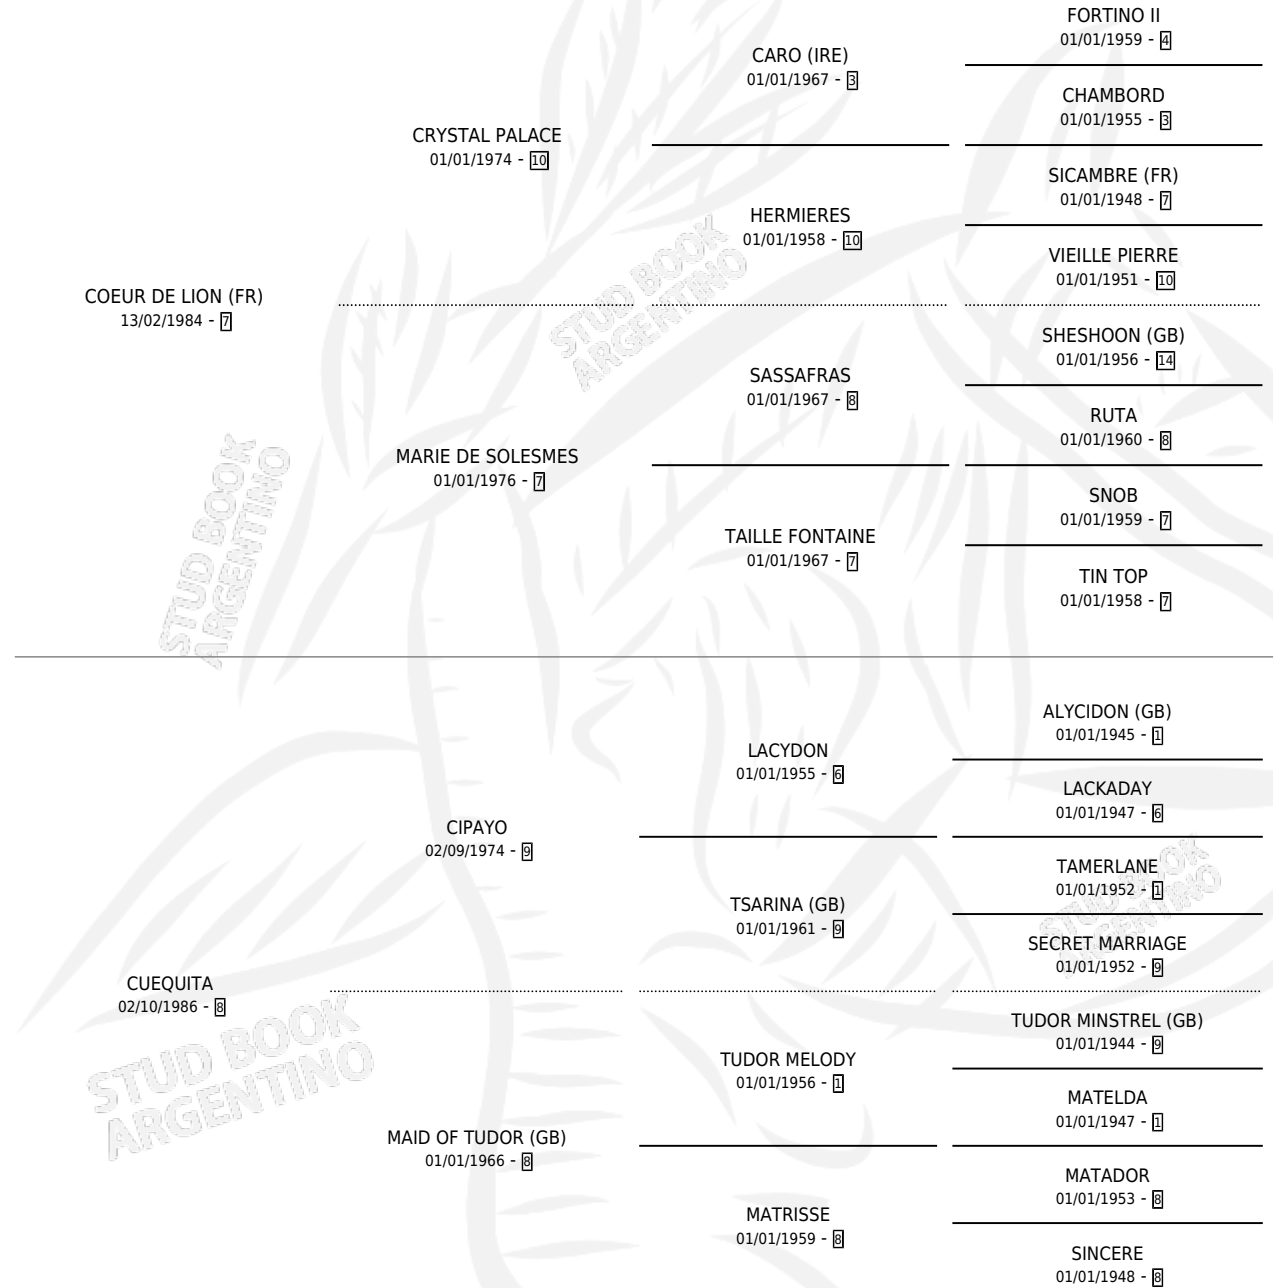 FORTINO II
01/01/1959 - 4
CARO (IRE)
01/01/1967 - 3
CHAMBORD
01/01/1955 - 3
CRYSTAL PALACE
01/01/1974 - 10
SICAMBRE (FR)
01/01/1948 - 7
HERMIERES
01/01/1958 - 10
VIEILLE PIERRE
01/01/1951 - 10
COEUR DE LION (FR)
13/02/1984 - 7
SHESHOON (GB)
01/01/1956 - 14
SASSAFRAS
01/01/1967 - 8
RUTA
01/01/1960 - 8
MARIE DE SOLESMES
01/01/1976 - 7
SNOB
01/01/1959 - 7
TAILLE FONTAINE
01/01/1967 - 7
TIN TOP
01/01/1958 - 7
ALYCIDON (GB)
01/01/1945 - 1
LACYDON
01/01/1955 - 6
LACKADAY
01/01/1947 - 6
CIPAYO
02/09/1974 - 9
TAMERLANE
01/01/1952 - 1
TSARINA (GB)
01/01/1961 - 9
SECRET MARRIAGE
01/01/1952 - 9
CUEQUITA
02/10/1986 - 8
TUDOR MINSTREL (GB)
01/01/1944 - 9
TUDOR MELODY
01/01/1956 - 1
MATELDA
01/01/1947 - 1
MAID OF TUDOR (GB)
01/01/1966 - 8
MATADOR
01/01/1953 - 8
MATRISSE
01/01/1959 - 8
SINCERE
01/01/1948 - 8
STUD BOOK
ARGENTINO
STUD BOOK
ARGENTINO
STUD BOOK
ARGENTINO
STUD BOOK
ARGENTINO